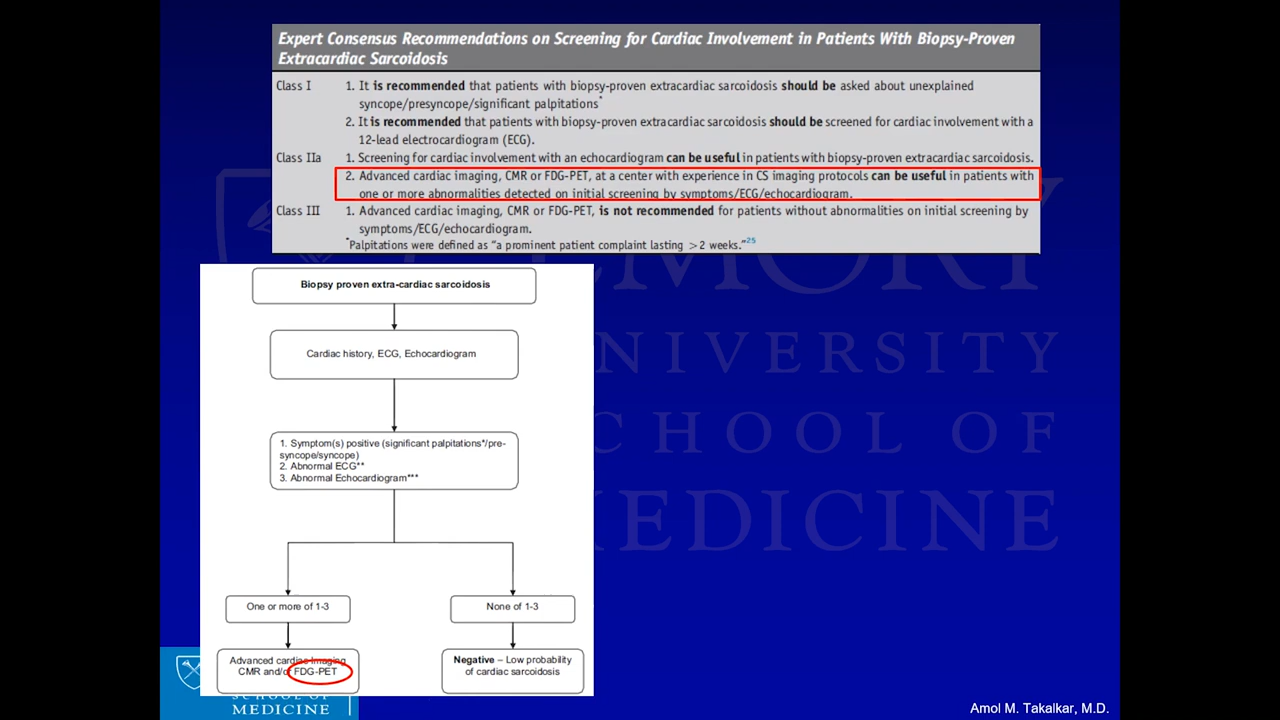 Expert Consensus Recommendations on Screening for Cardiac Involvement in Patients With Biopsy-Proven
Extracardiac Sarcoidosis
Class I 1. It is recommended that patients with biopsy-proven extracardiac sarcoidosis should be asked about unexplained
syncope/presyncope/significant palpitations*
2. It is recommended that patients with biopsy-proven extracardiac sarcoidosis should be screened for cardiac involvement with a
12-lead electrocardiogram (ECG).
Class IIa 1. Screening for cardiac involvement with an echocardiogram can be useful in patients with biopsy-proven extracardiac sarcoidosis.
2. Advanced cardiac imaging, CMR or FDG-PET, at a center with experience in CS imaging protocols can be useful in patients with
one or more abnormalities detected on initial screening by symptoms/ECG/echocardiogram.
Class III 1. Advanced cardiac imaging, CMR or FDG-PET, is not recommended for patients without abnormalities on initial screening by
symptoms/ECG/echocardiogram.
*Palpitations were defined as “a prominent patient complaint lasting >2 weeks.”25
Biopsy proven extra-cardiac sarcoidosis
Cardiac history, ECG, Echocardiogram
1. Symptom(s) positive (significant palpitations*/pre-
syncope/syncope)
2. Abnormal ECG**
3. Abnormal Echocardiogram***
One or more of 1-3
None of 1-3
Advanced cardiac Imaging
CMR and/or FDG-PET
Negative – Low probability
of cardiac sarcoidosis
EMORY
UNIVERSITY
SCHOOL OF
MEDICINE
SCHOOL OF
MEDICINE
Amol M. Takalkar, M.D.